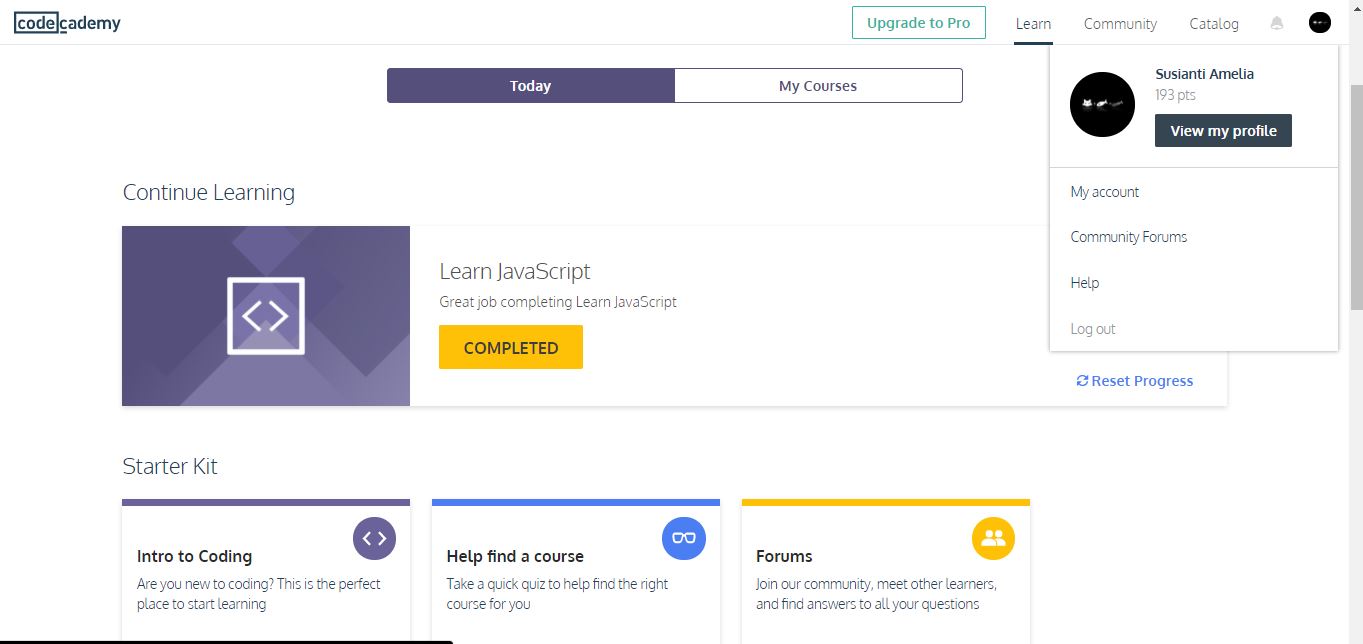 codecademy
Upgrade to Pro
Learn
Community
Catalog
Susianti Amelia
193 pts
View my profile
My account
Community Forums
Help
Log out
Today
My Courses
Continue Learning
Learn JavaScript
Great job completing Learn JavaScript
COMPLETED
Reset Progress
Starter Kit
Intro to Coding
Are you new to coding? This is the perfect
place to start learning
Help find a course
Take a quick quiz to help find the right
course for you
Forums
Join our community, meet other learners,
and find answers to all your questions